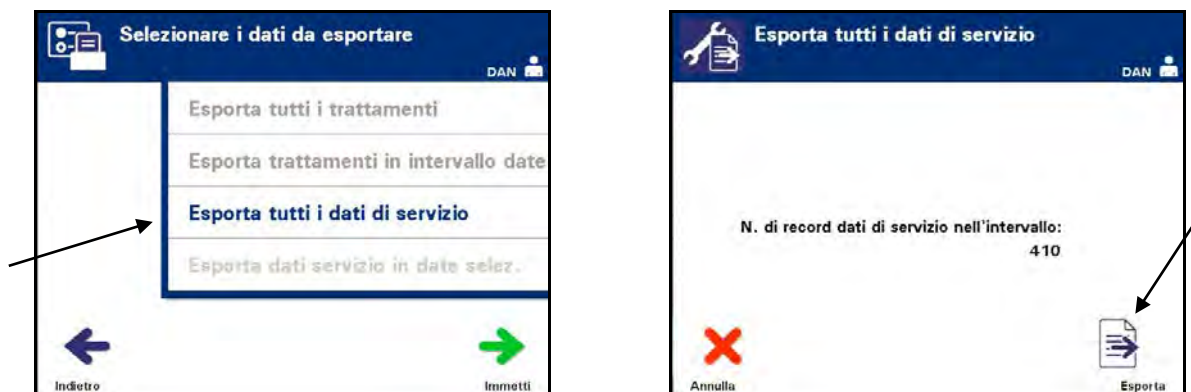 Selezionare i dati da esportare
DAN
Esporta tutti i trattamenti
Esporta trattamenti in intervallo date
Esporta tutti i dati di servizio
Esporta dati servizio in date selez.
Indietro
Immetti
Esporta tutti i dati di servizio
DAN
N. di record dati di servizio nell'intervallo:
410
Annulla
Esporta